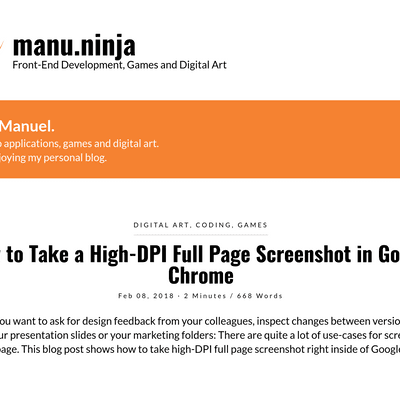 manu.ninja
Front-End Development, Games and Digital Art
Manuel.
applications, games and digital art.
joying my personal blog.
DIGITAL ART, CODING, GAMES
to Take a High-DPI Full Page Screenshot in Go
Chrome
Feb 08, 2018 · 2 Minutes / 668 Words
ou want to ask for design feedback from your colleagues, inspect changes between versio
ur presentation slides or your marketing folders: There are quite a lot of use-cases for scre
page. This blog post shows how to take high-DPI full page screenshot right inside of Google